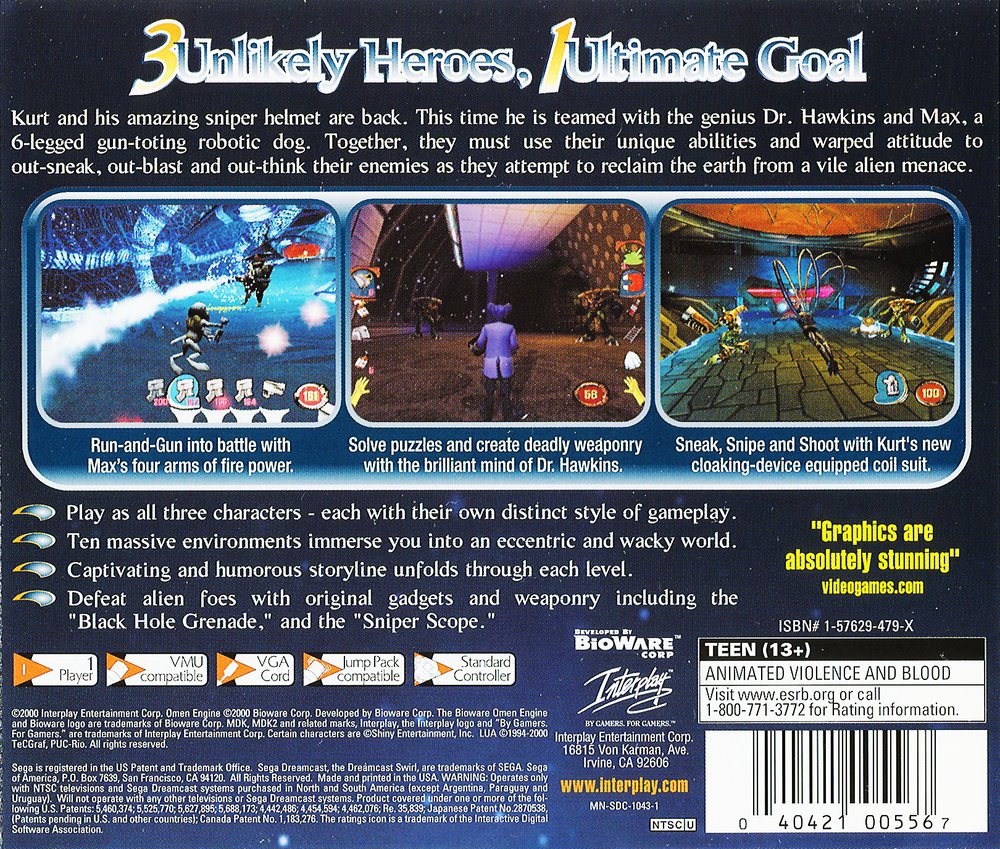 3 Unlikely Heroes, 1 Ultimate Goal
Kurt and his amazing sniper helmet are back. This time he is teamed with the genius Dr. Hawkins and Max, a
6-legged gun-toting robotic dog. Together, they must use their unique abilities and warped attitude to
out-sneak, out-blast and out-think their enemies as they attempt to reclaim the earth from a vile alien menace.
200
194
191
68
100
Run-and-Gun into battle with
Max's four arms of fire power.
Solve puzzles and create deadly weaponry
with the brilliant mind of Dr. Hawkins.
Sneak, Snipe and Shoot with Kurt's new
cloaking-device equipped coil suit.
Play as all three characters - each with their own distinct style of gameplay.
Ten massive environments immerse you into an eccentric and wacky world.
Captivating and humorous storyline unfolds through each level.
Defeat alien foes with original gadgets and weaponry including the
"Black Hole Grenade," and the "Sniper Scope."
"Graphics are
absolutely stunning"
videogames.com
ISBN# 1-57629-479-X
1
Player
VMU
compatible
VGA
Cord
Jump Pack
compatible
Standard
Controller
DEVELOPED BY
BIOWARE™
CORP
Interplay
BY GAMERS. FOR GAMERS.™
Interplay Entertainment Corp.
16815 Von Karman, Ave.
Irvine, CA 92606
www.interplay.com
MN-SDC-1043-1
TEEN (13+)
ANIMATED VIOLENCE AND BLOOD
Visit www.esrb.org or call
1-800-771-3772 for Rating information.
©2000 Interplay Entertainment Corp. Omen Engine ©2000 Bioware Corp. Developed by Bioware Corp. The Bioware Omen Engine
and Bioware logo are trademarks of Bioware Corp. MDK, MDK2 and related marks, Interplay, the Interplay logo and "By Gamers.
For Gamers." are trademarks of Interplay Entertainment Corp. Certain characters are ©Shiny Entertainment, Inc. LUA ©1994-2000
TeCGraf, PUC-Rio. All rights reserved.
Sega is registered in the US Patent and Trademark Office. Sega Dreamcast, the Dreamcast Swirl, are trademarks of SEGA. Sega
of America, P.O. Box 7639, San Francisco, CA 94120. All Rights Reserved. Made and printed in the USA. WARNING: Operates only
with NTSC televisions and Sega Dreamcast systems purchased in North and South America (except Argentina, Paraguay and
Uruguay). Will not operate with any other televisions or Sega Dreamcast systems. Product covered under one or more of the fol-
lowing U.S. Patents: 5,460,374; 5,525,770; 5,627,895; 5,688,173; 4,442,486; 4,454,594; 4,462,076; Re. 35,839; Japanese Patent No.2870538.
(Patents pending in U.S. and other countries); Canada Patent No. 1,183,276. The ratings icon is a trademark of the Interactive Digital
Software Association.
NTSC U
0 40421 00556 7